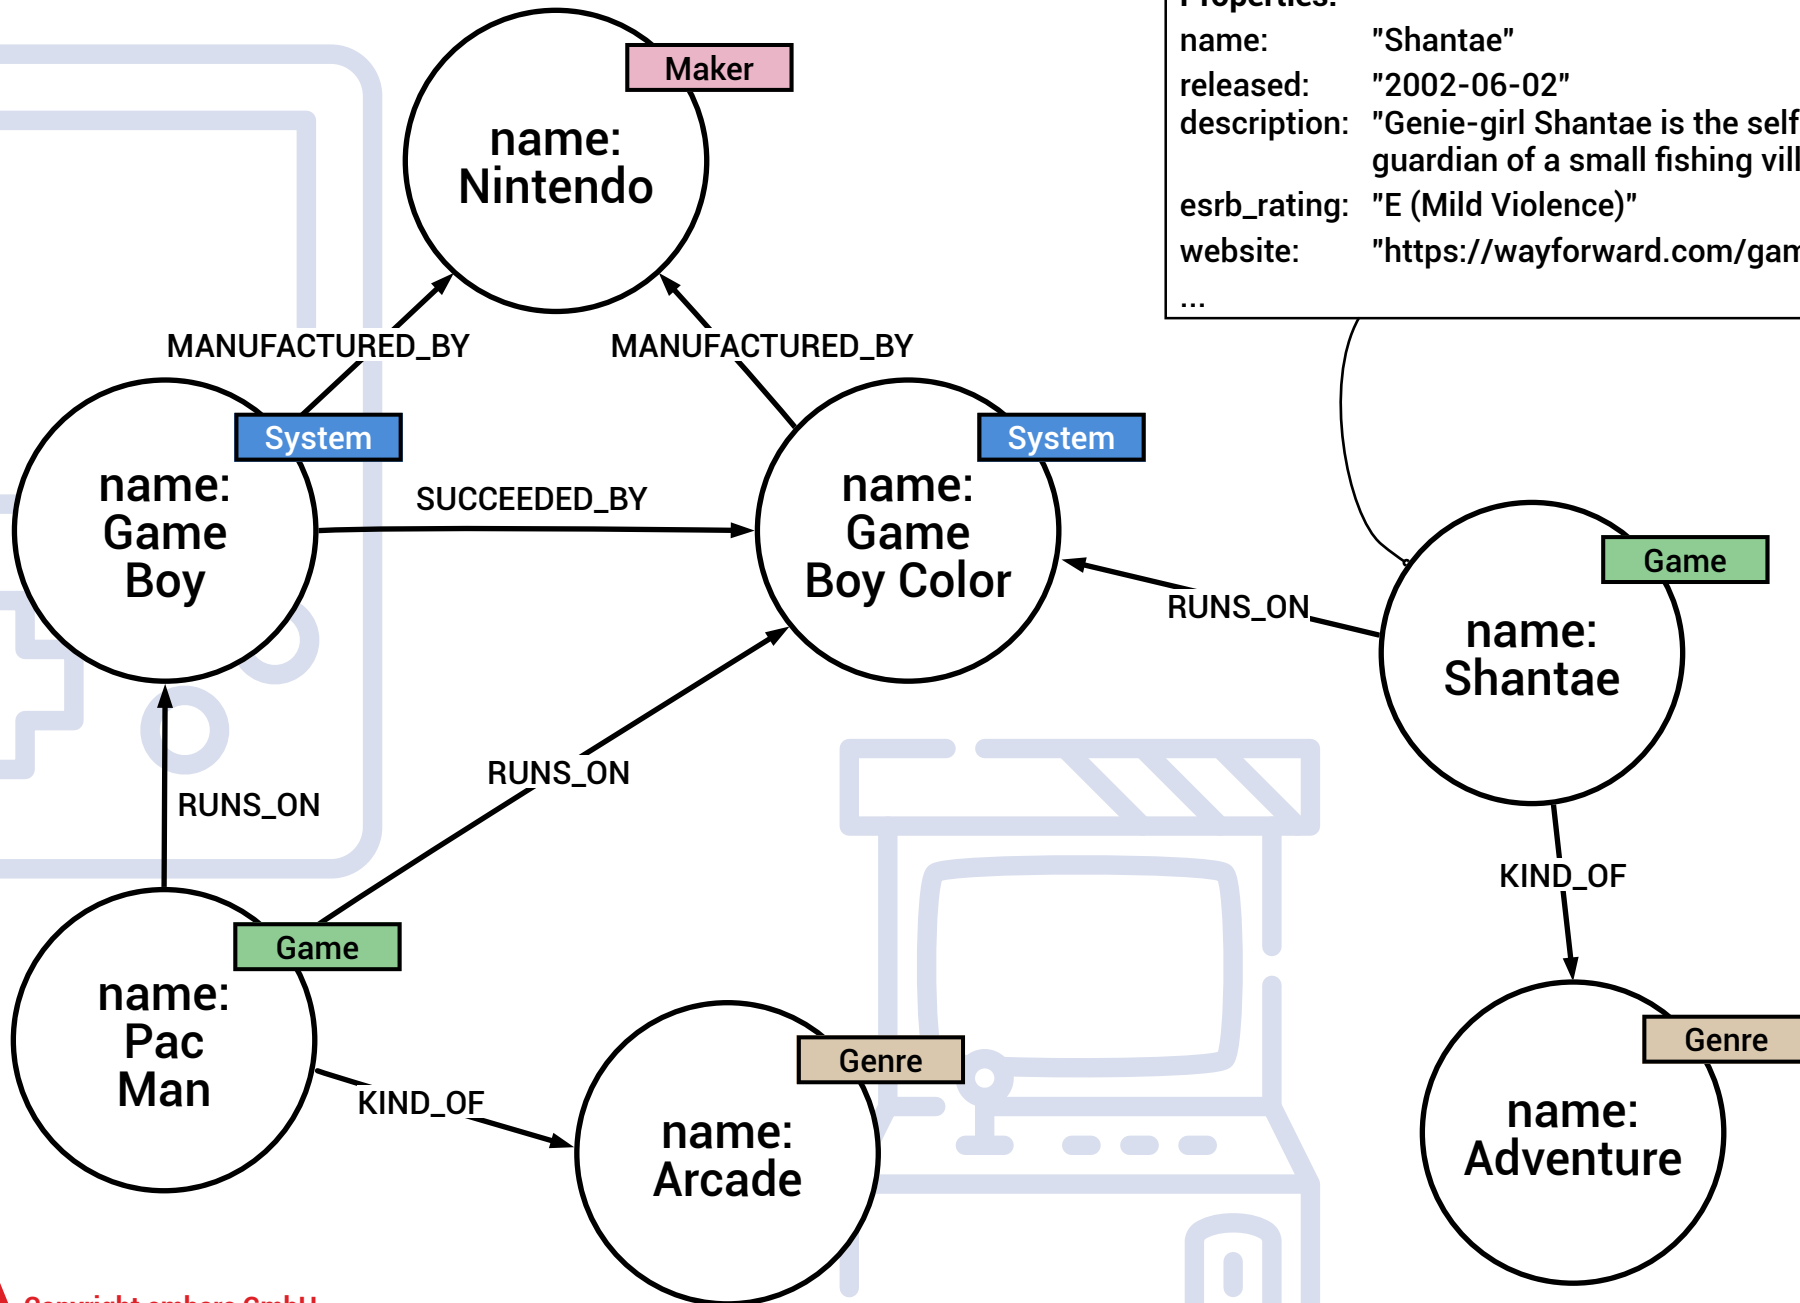 Properties:
name: "Shantae"
released: "2002-06-02"
description: "Genie-girl Shantae is the self
guardian of a small fishing vill
esrb_rating: "E (Mild Violence)"
website: "https://wayforward.com/gam
...
Maker
name:
Nintendo
MANUFACTURED_BY
MANUFACTURED_BY
System
name:
Game
Boy
SUCCEEDED_BY
System
name:
Game
Boy Color
RUNS_ON
Game
name:
Shantae
RUNS_ON
RUNS_ON
KIND_OF
Game
name:
Pac
Man
KIND_OF
Genre
name:
Arcade
Genre
name:
Adventure